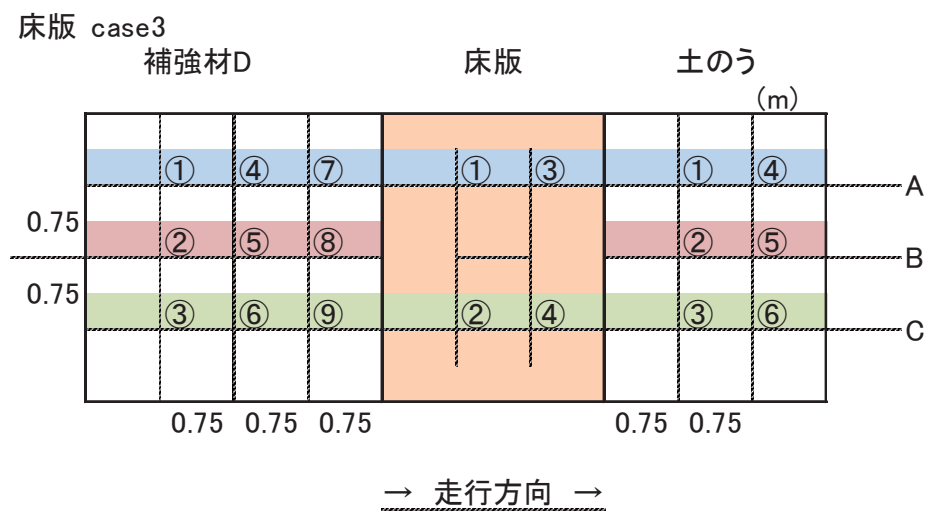 床版 case3
補強材D 床版 土のう
(m)
① ④ ⑦ ① ③ ① ④
A
0.75
② ⑤ ⑧ ② ⑤
B
0.75
③ ⑥ ⑨ ② ④ ③ ⑥
C
0.75 0.75 0.75 0.75 0.75
→ 走行方向 →